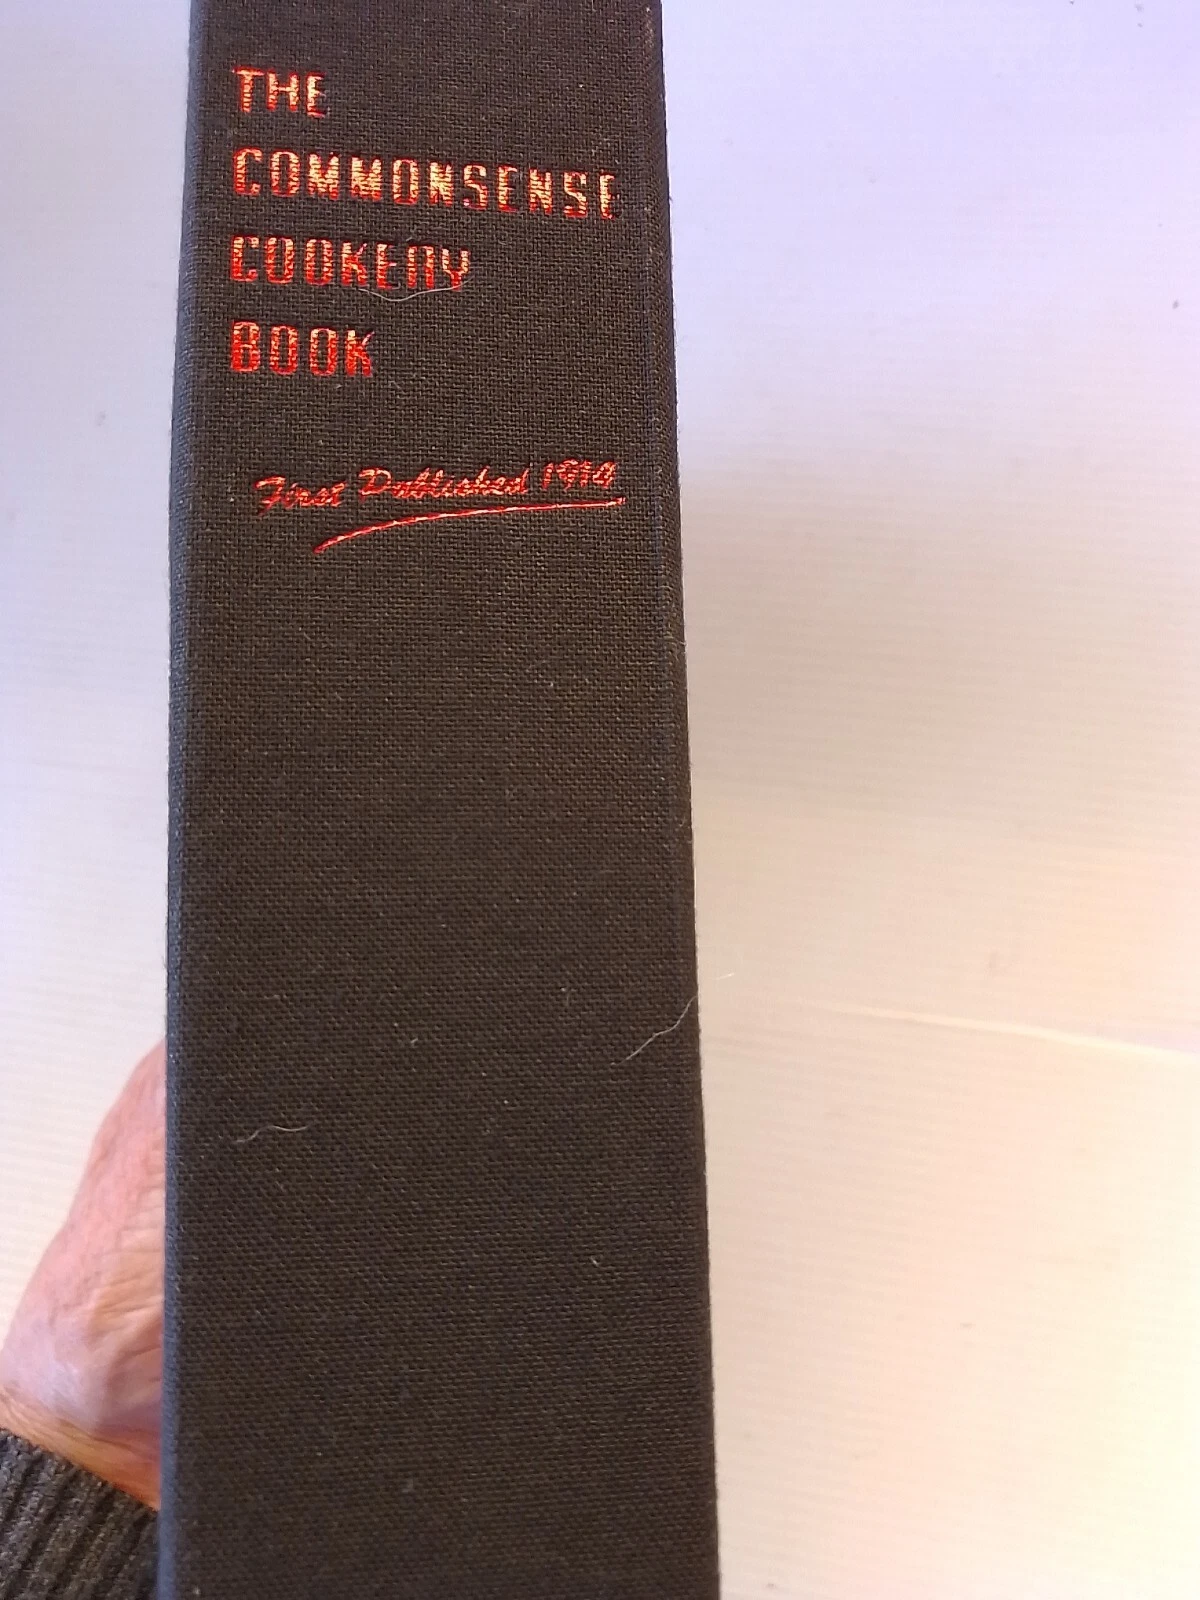 THE
COMMONSENSE
COOKERY
BOOK
First Published 1914